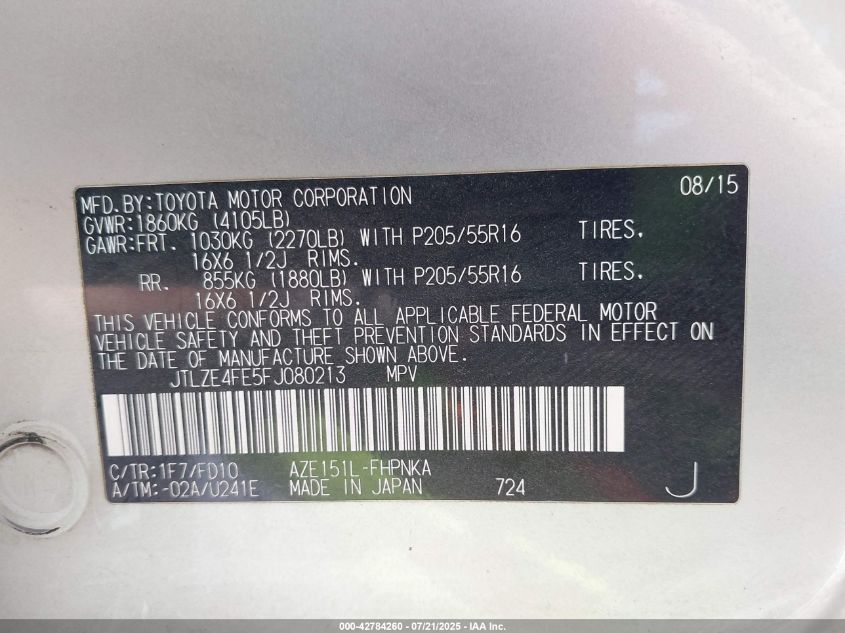 MFD.BY:TOYOTA MOTOR CORPORATION 08/15
GVWR:1860KG (4105LB)
GAWR:FRT. 1030KG (2270LB) WITH P205/55R16 TIRES.
16X6 1/2J RIMS.
RR. 855KG (1880LB) WITH P205/55R16 TIRES.
16X6 1/2J RIMS.
THIS VEHICLE CONFORMS TO ALL APPLICABLE FEDERAL MOTOR
VEHICLE SAFETY AND THEFT PREVENTION STANDARDS IN EFFECT ON
THE DATE OF MANUFACTURE SHOWN ABOVE.
JTLZE4FE5FJ080213 MPV
C/TR:1F7/FD10 AZE151L-FHPNKA
A/TM:-02A/U241E MADE IN JAPAN 724 J
000-42784260 - 07/21/2025 - IAA Inc.